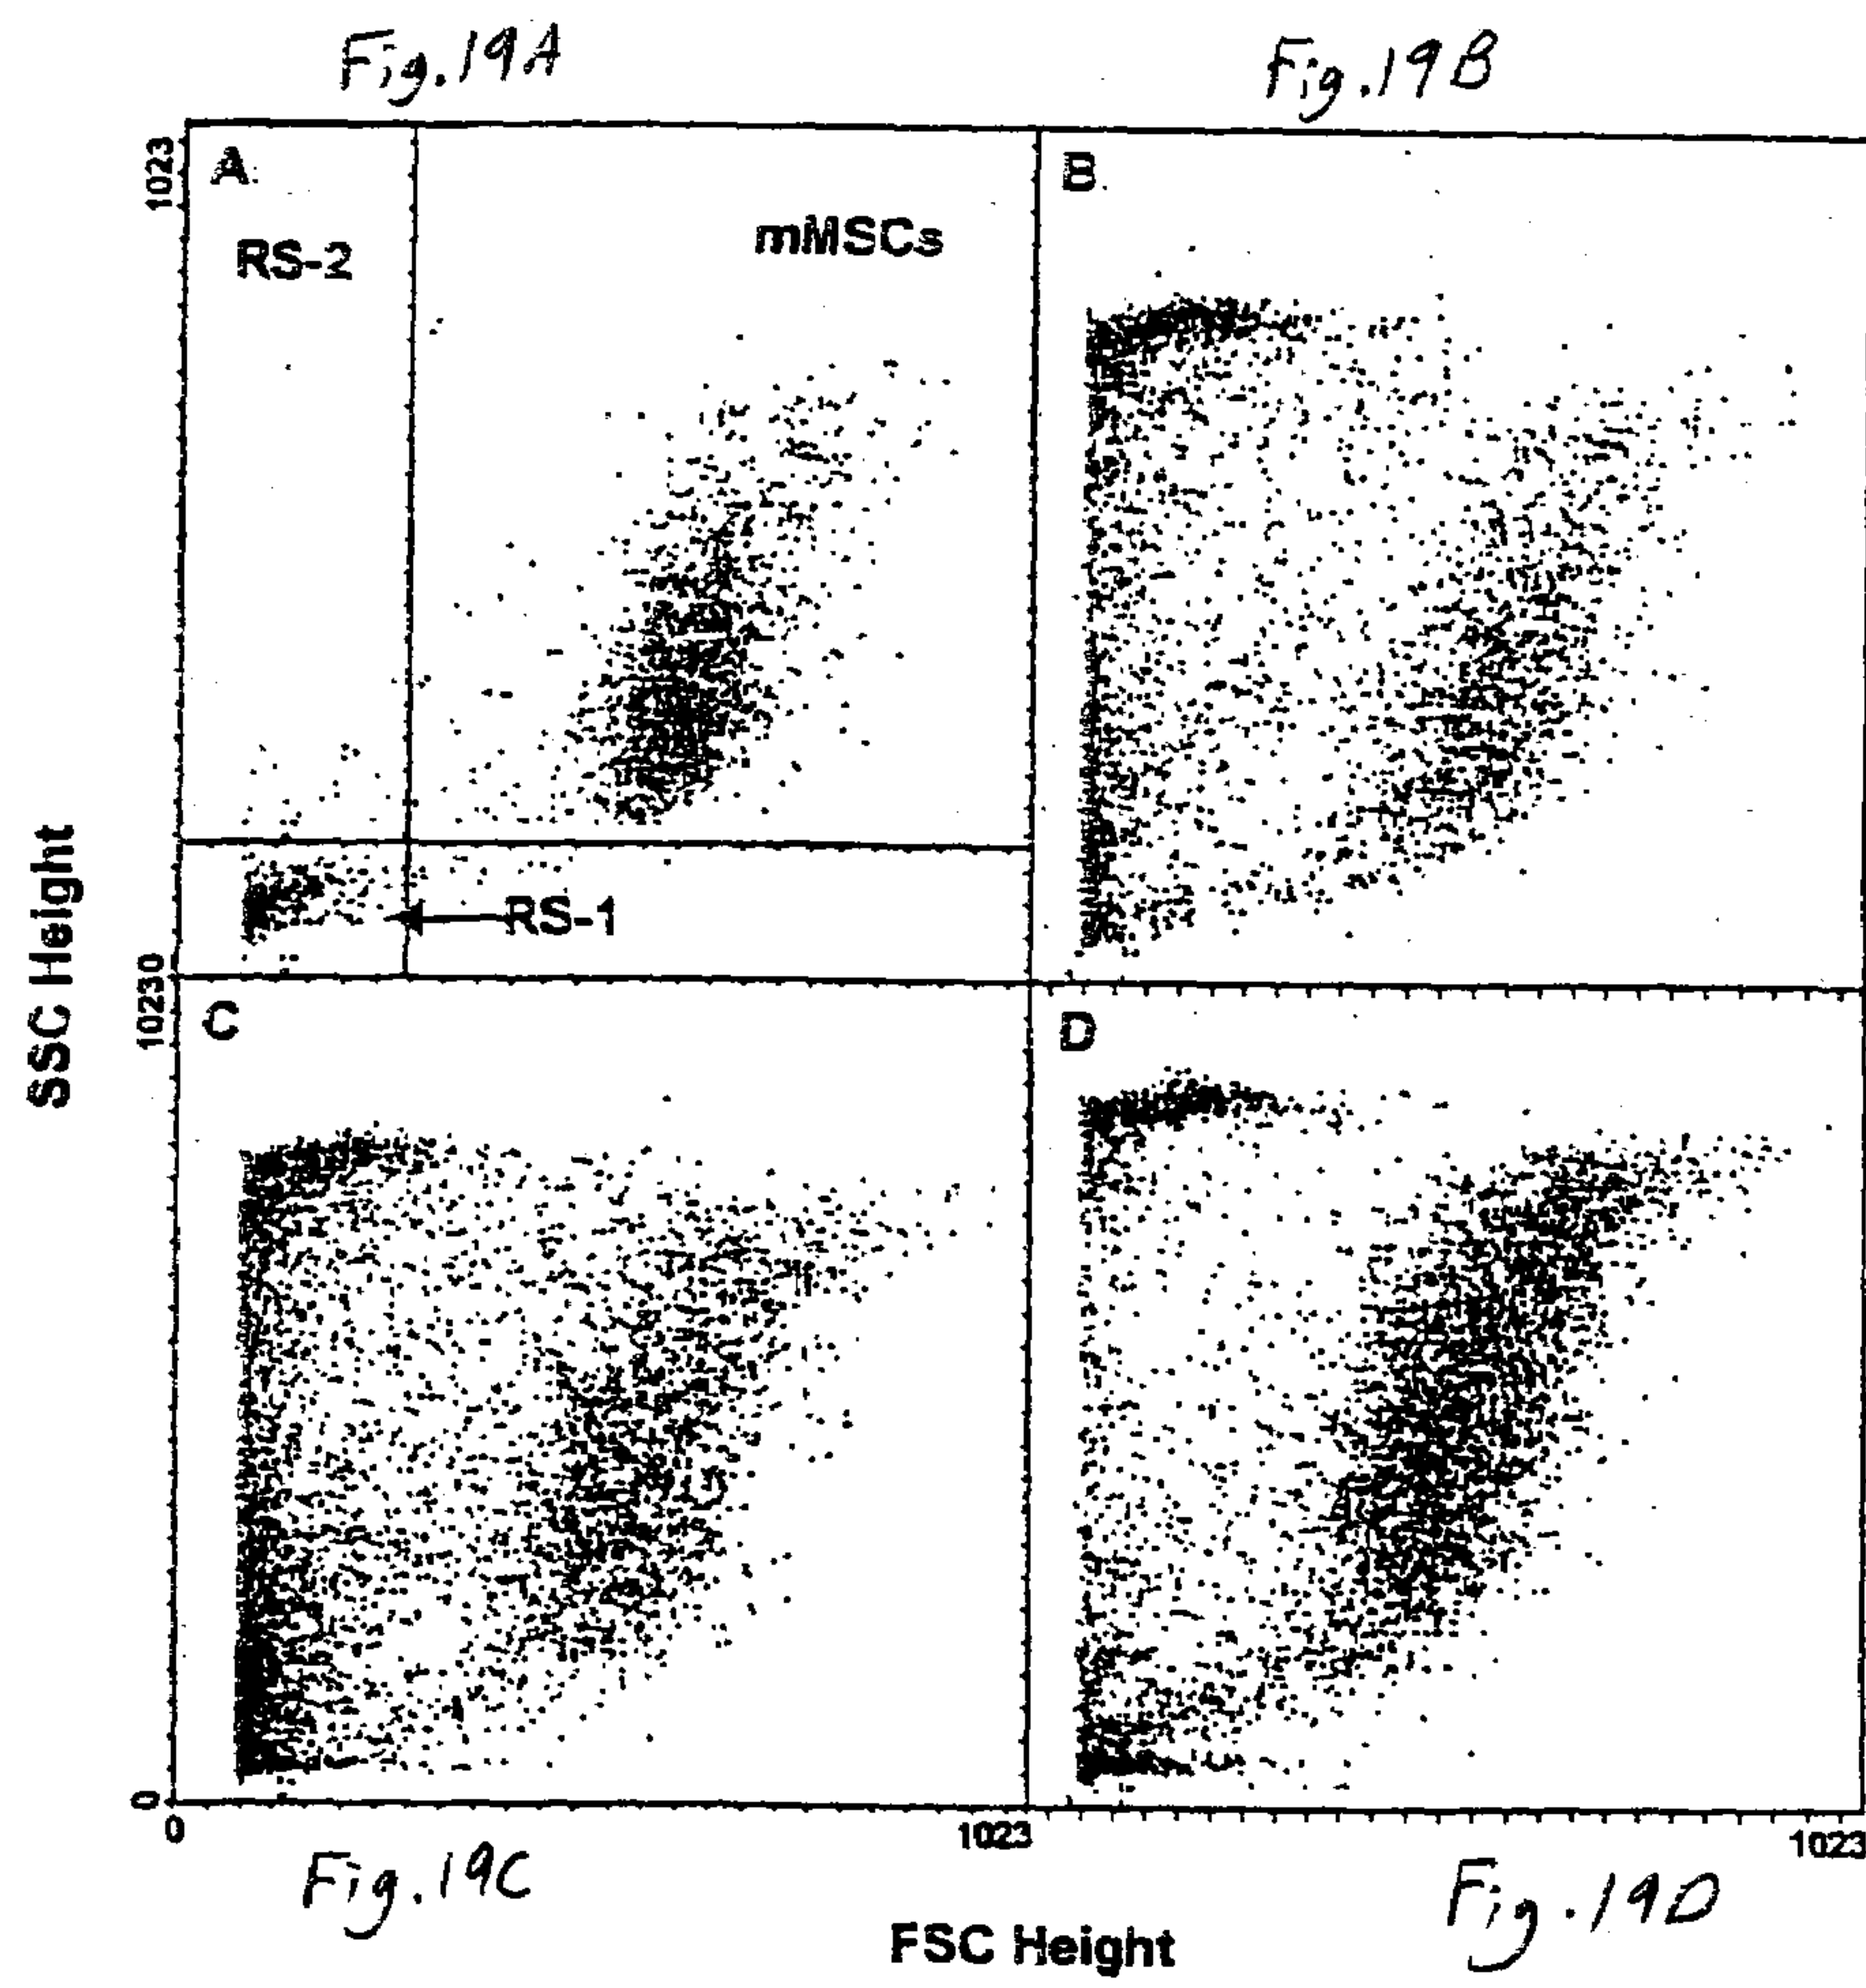 Fig.19A
Fig.19B
1023
A
B
RS-2
mMSCs
RS-1
SSC Height
10230
C
D
0
0
1023
1023
Fig.19C
Fig.19D
FSC Height